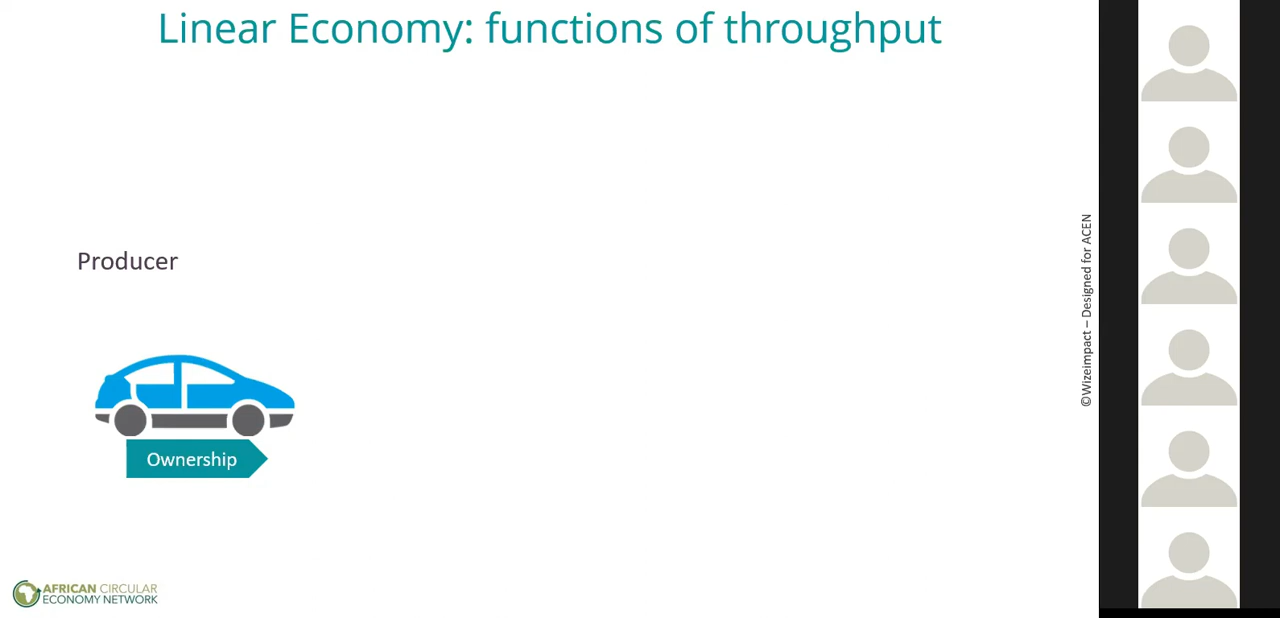 Linear Economy: functions of throughput
Producer
Ownership
©Wizeimpact – Designed for ACEN
AFRICAN CIRCULAR
ECONOMY NETWORK